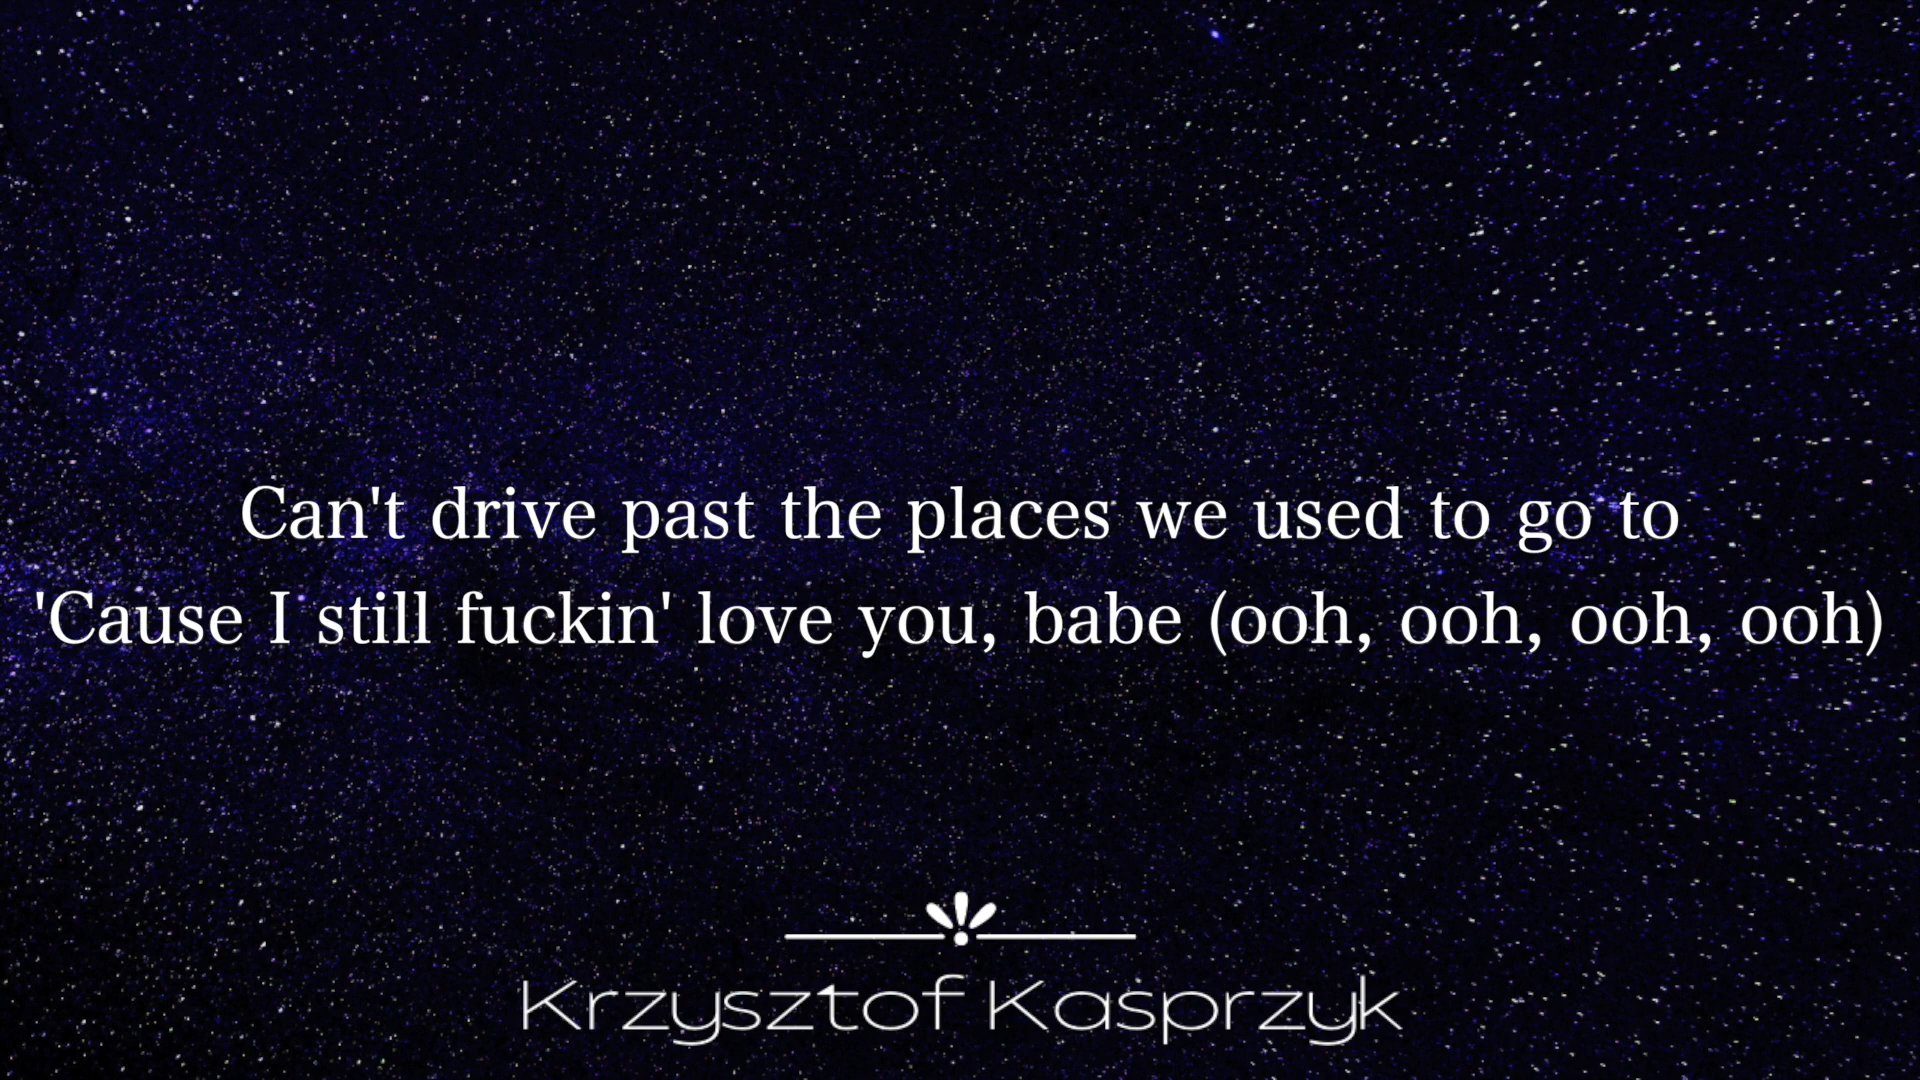 Can't drive past the places we used to go to
'Cause I still fuckin' love you, babe (ooh, ooh, ooh, ooh)
Krzysztof Kasprzyk